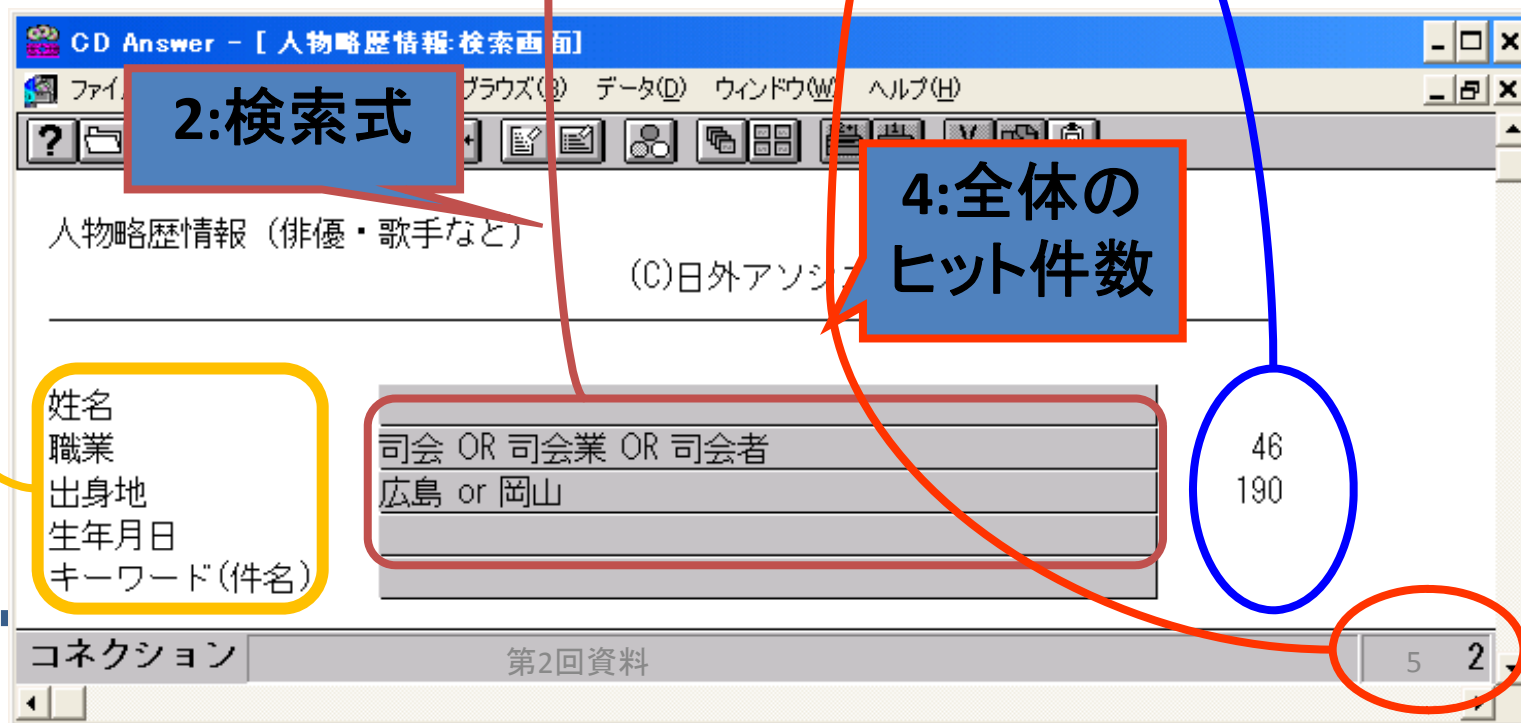 CD Answer - [ 人物略歴情報:検索画面]
ブラウズ(B) データ(D) ウィンドウ(W) ヘルプ(H)
2:検索式
4:全体の
ヒット件数
人物略歴情報（俳優・歌手など）
(C)日外アソシ
姓名
職業 司会 OR 司会業 OR 司会者 46
出身地 広島 or 岡山 190
生年月日
キーワード(件名)
コネクション 第2回資料 5 2